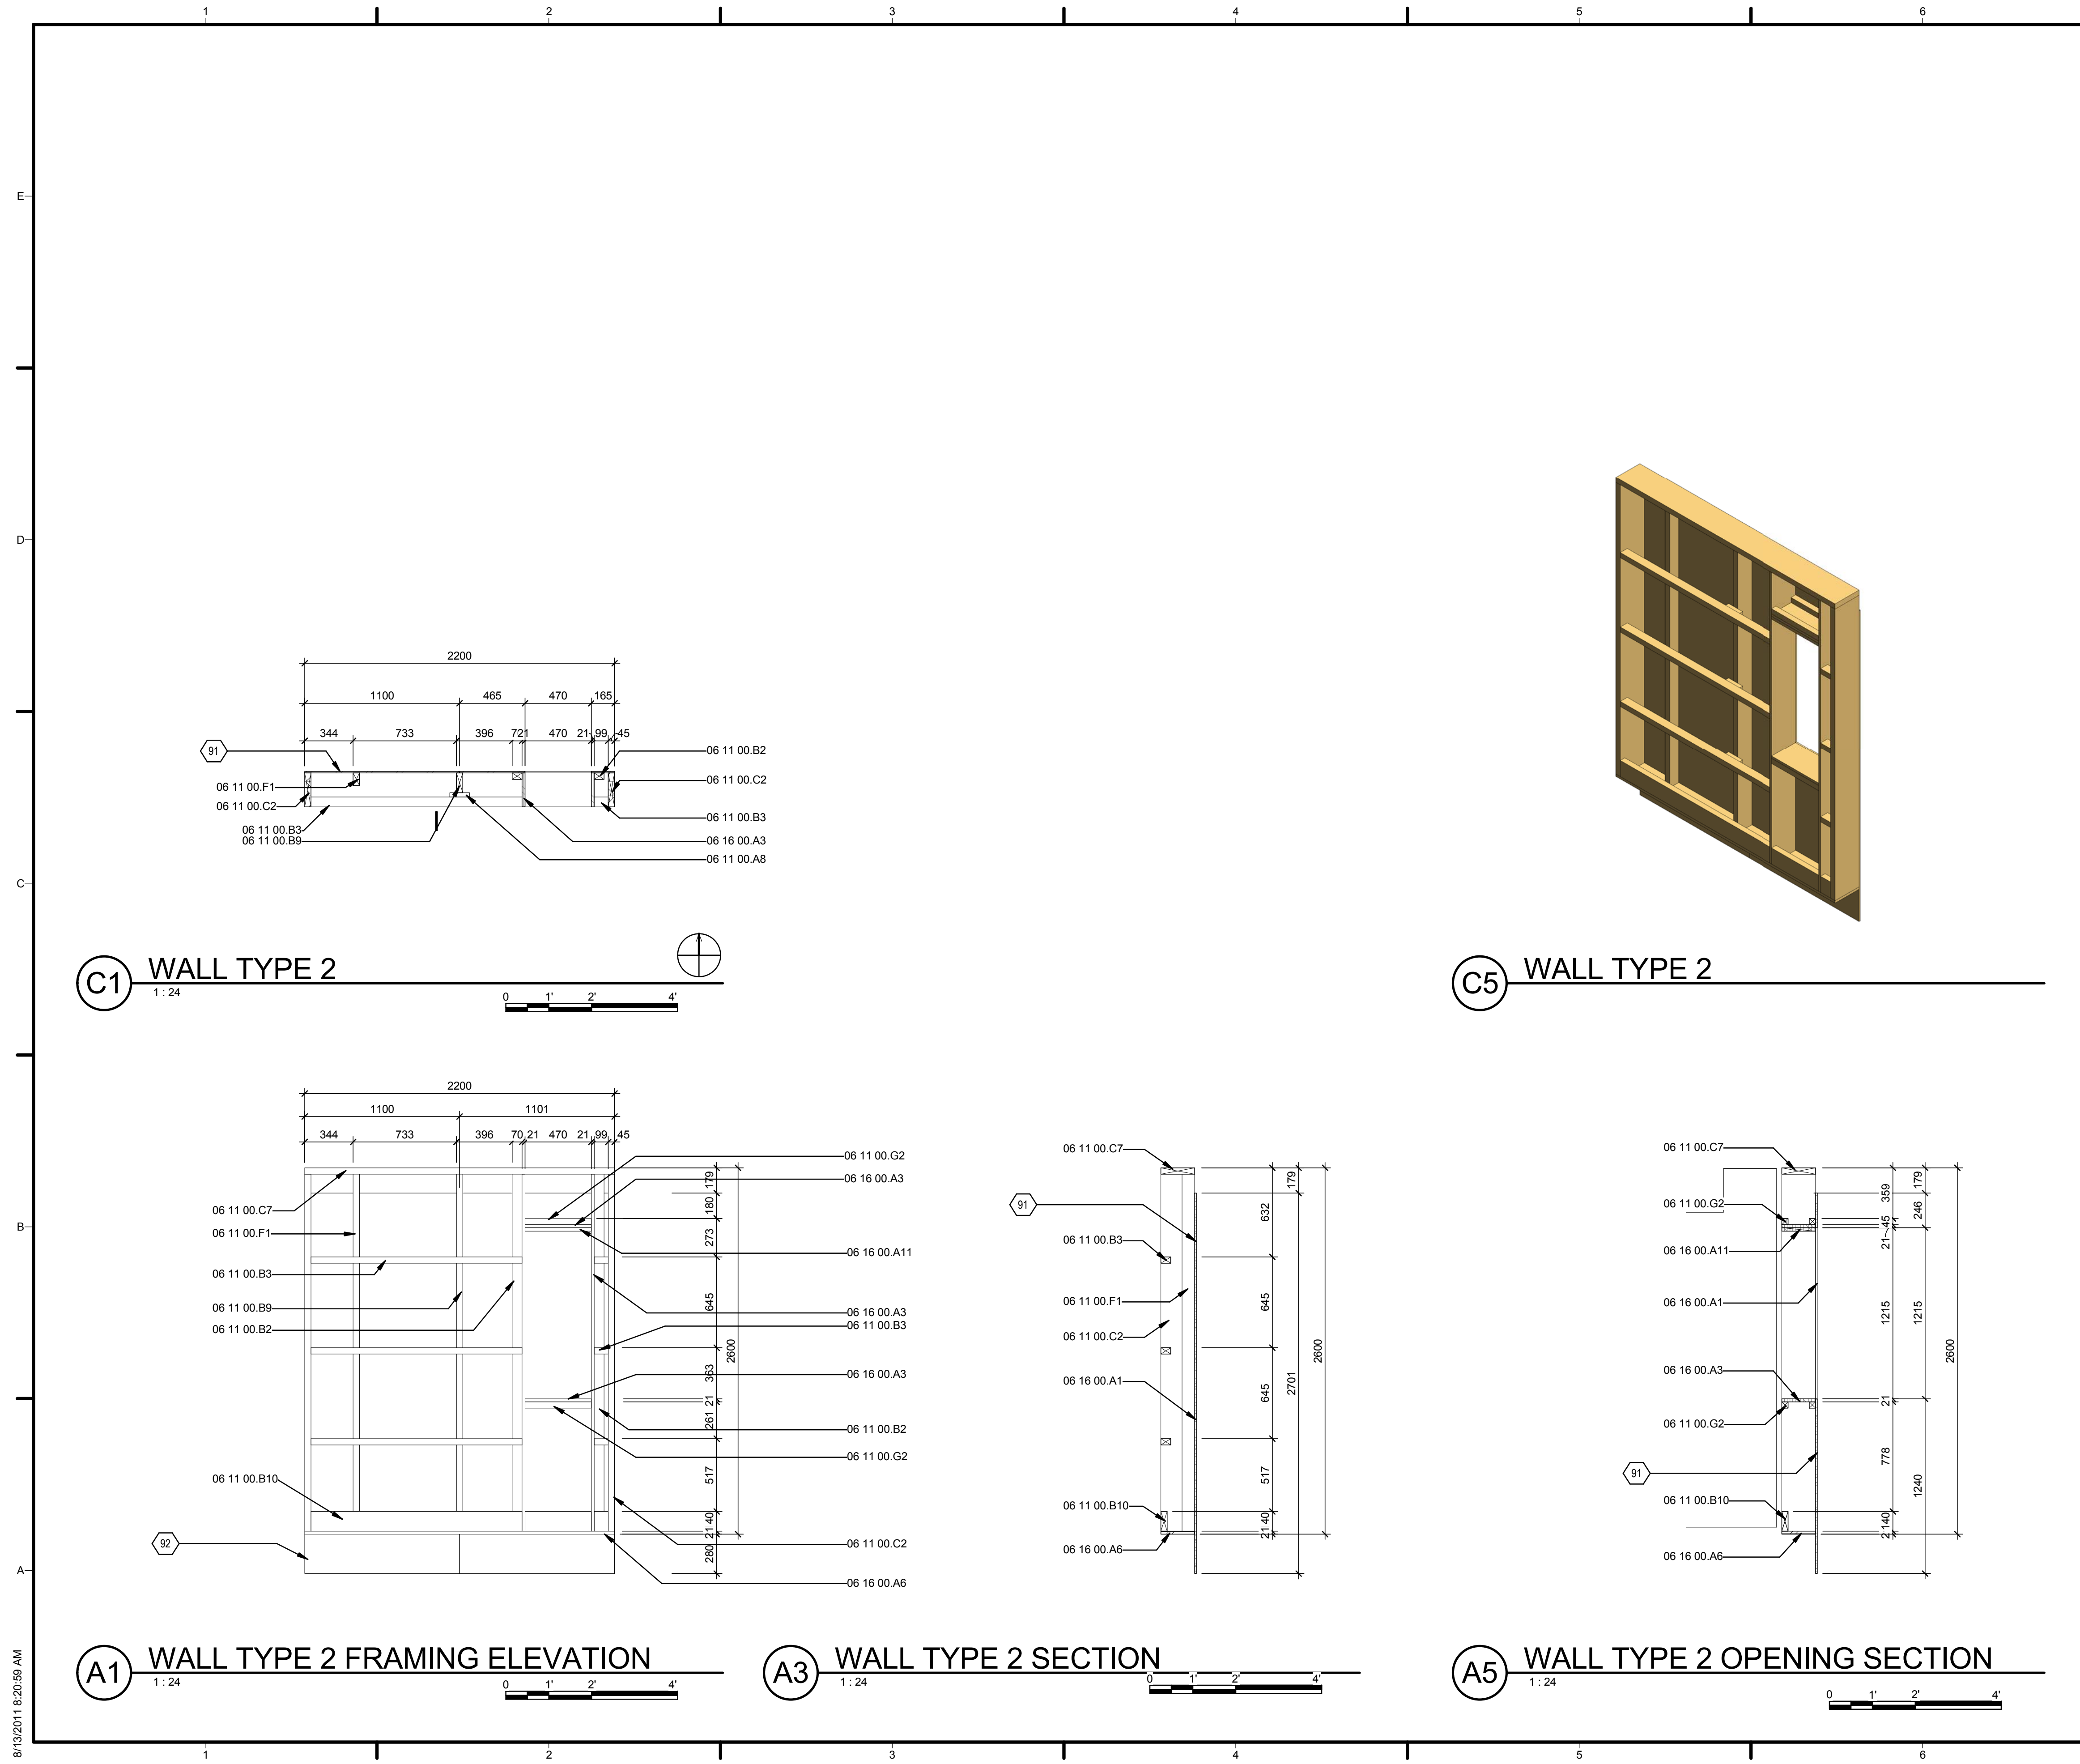 1 2 3 4 5 6
E
D
C
B
A
2200
1100 465 470 165
344 733 396 72 21 470 21 99 45
91
06 11 00.B2
06 11 00.F1
06 11 00.C2
06 11 00.C2
06 11 00.B3
06 11 00.B3
06 11 00.B9
06 16 00.A3
06 11 00.A8
C1 WALL TYPE 2
1 : 24
0 1' 2' 4'
C5 WALL TYPE 2
2200
1100 1101
344 733 396 70 21 470 21 99 45
06 11 00.C7
06 11 00.F1
06 11 00.B3
06 11 00.B9
06 11 00.B2
06 11 00.B10
92
06 11 00.G2
06 16 00.A3
06 16 00.A11
06 16 00.A3
06 11 00.B3
06 16 00.A3
06 11 00.B2
06 11 00.G2
06 11 00.C2
06 16 00.A6
179
180
273
645
363
21
261
517
140
21
280
2600
A1 WALL TYPE 2 FRAMING ELEVATION
1 : 24
0 1' 2' 4'
06 11 00.C7
91
06 11 00.B3
06 11 00.F1
06 11 00.C2
06 16 00.A1
06 11 00.B10
06 16 00.A6
632
645
645
517
140
21
179
2701
2600
A3 WALL TYPE 2 SECTION
1 : 24
0 1' 2' 4'
06 11 00.C7
06 11 00.G2
06 16 00.A11
06 16 00.A1
06 16 00.A3
06 11 00.G2
91
06 11 00.B10
06 16 00.A6
359
45
21
1215
21
778
140
21
179
246
1215
1240
2600
A5 WALL TYPE 2 OPENING SECTION
1 : 24
0 1' 2' 4'
8/13/2011 8:20:59 AM
1 2 3 4 5 6